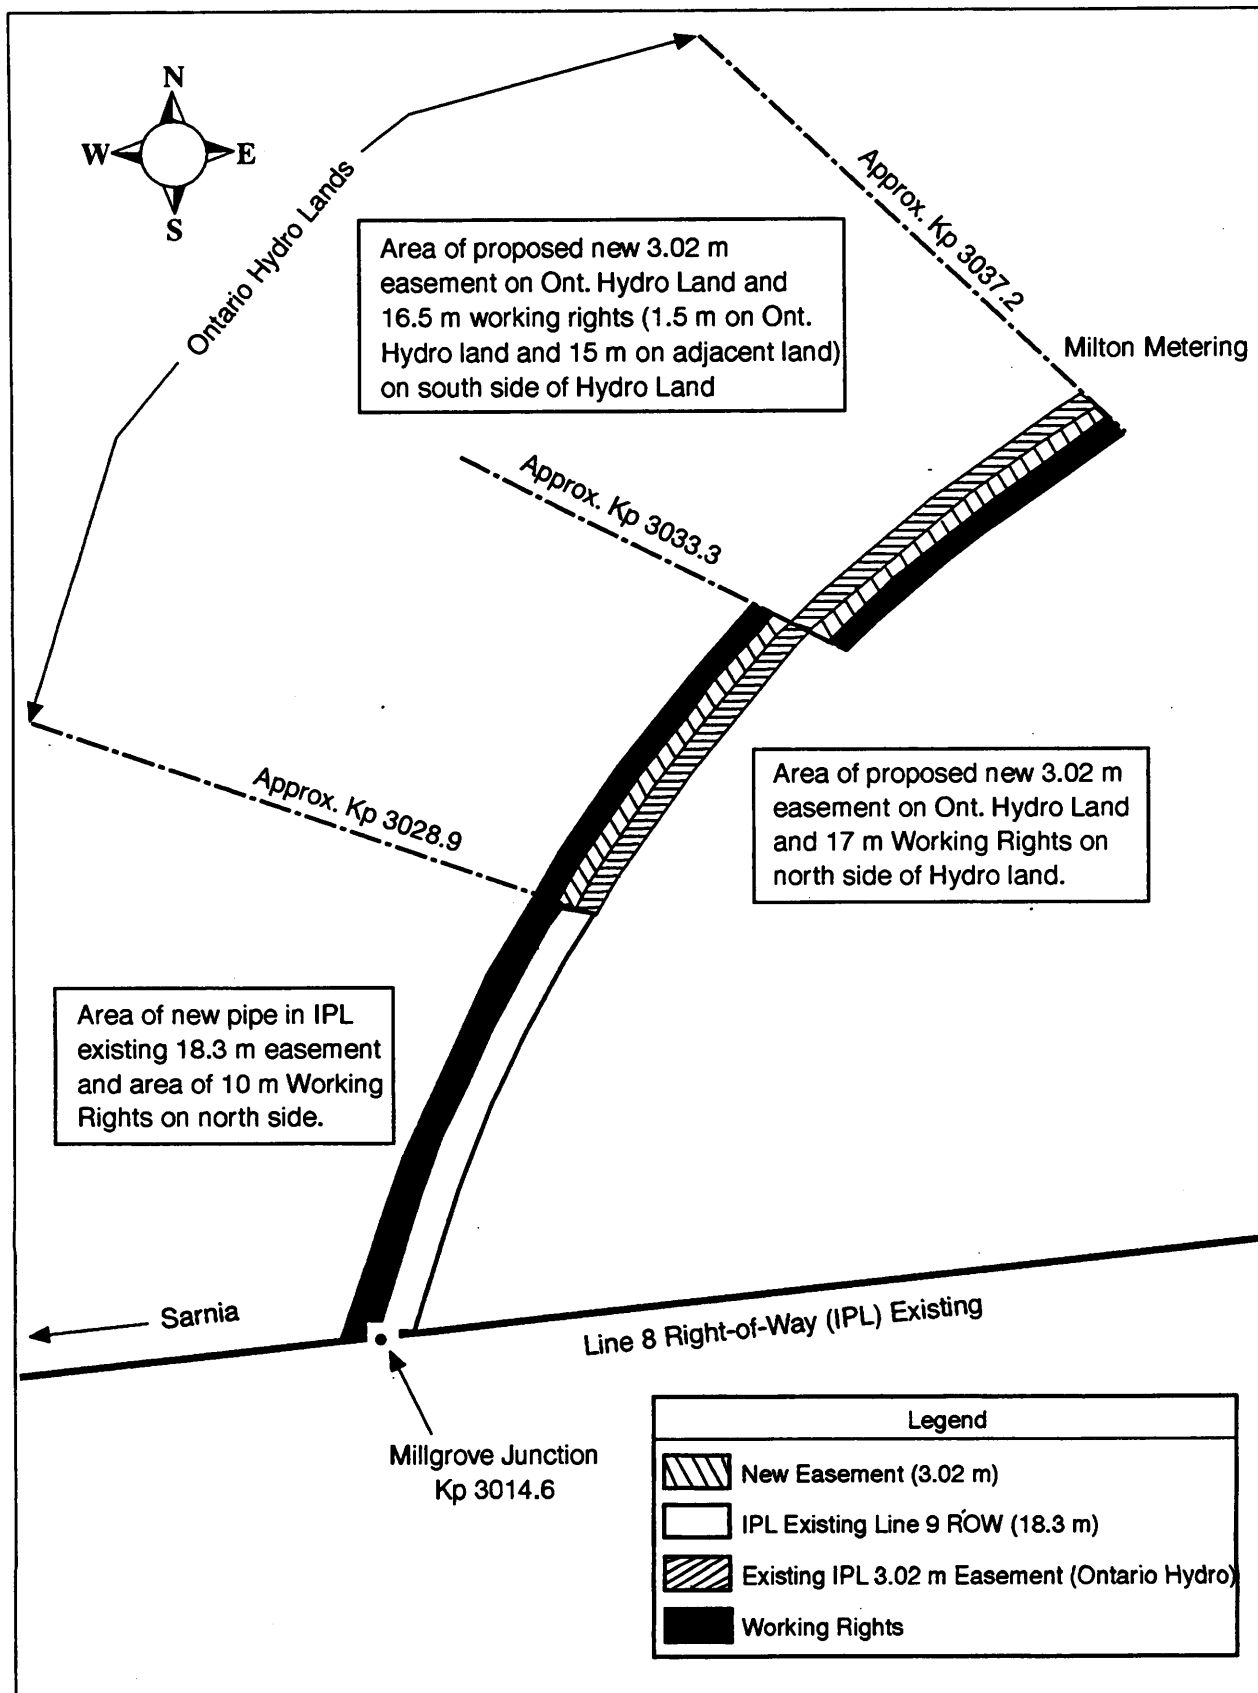 N
W
E
S
Ontario Hydro Lands
Approx. Kp 3037.2
Area of proposed new 3.02 m
easement on Ont. Hydro Land and
16.5 m working rights (1.5 m on Ont.
Hydro land and 15 m on adjacent land)
on south side of Hydro Land
Milton Metering
Approx. Kp 3033.3
Approx. Kp 3028.9
Area of proposed new 3.02 m
easement on Ont. Hydro Land
and 17 m Working Rights on
north side of Hydro land.
Area of new pipe in IPL
existing 18.3 m easement
and area of 10 m Working
Rights on north side.
Sarnia
Line 8 Right-of-Way (IPL) Existing
Millgrove Junction
Kp 3014.6
Legend
New Easement (3.02 m)
IPL Existing Line 9 ROW (18.3 m)
Existing IPL 3.02 m Easement (Ontario Hydro)
Working Rights